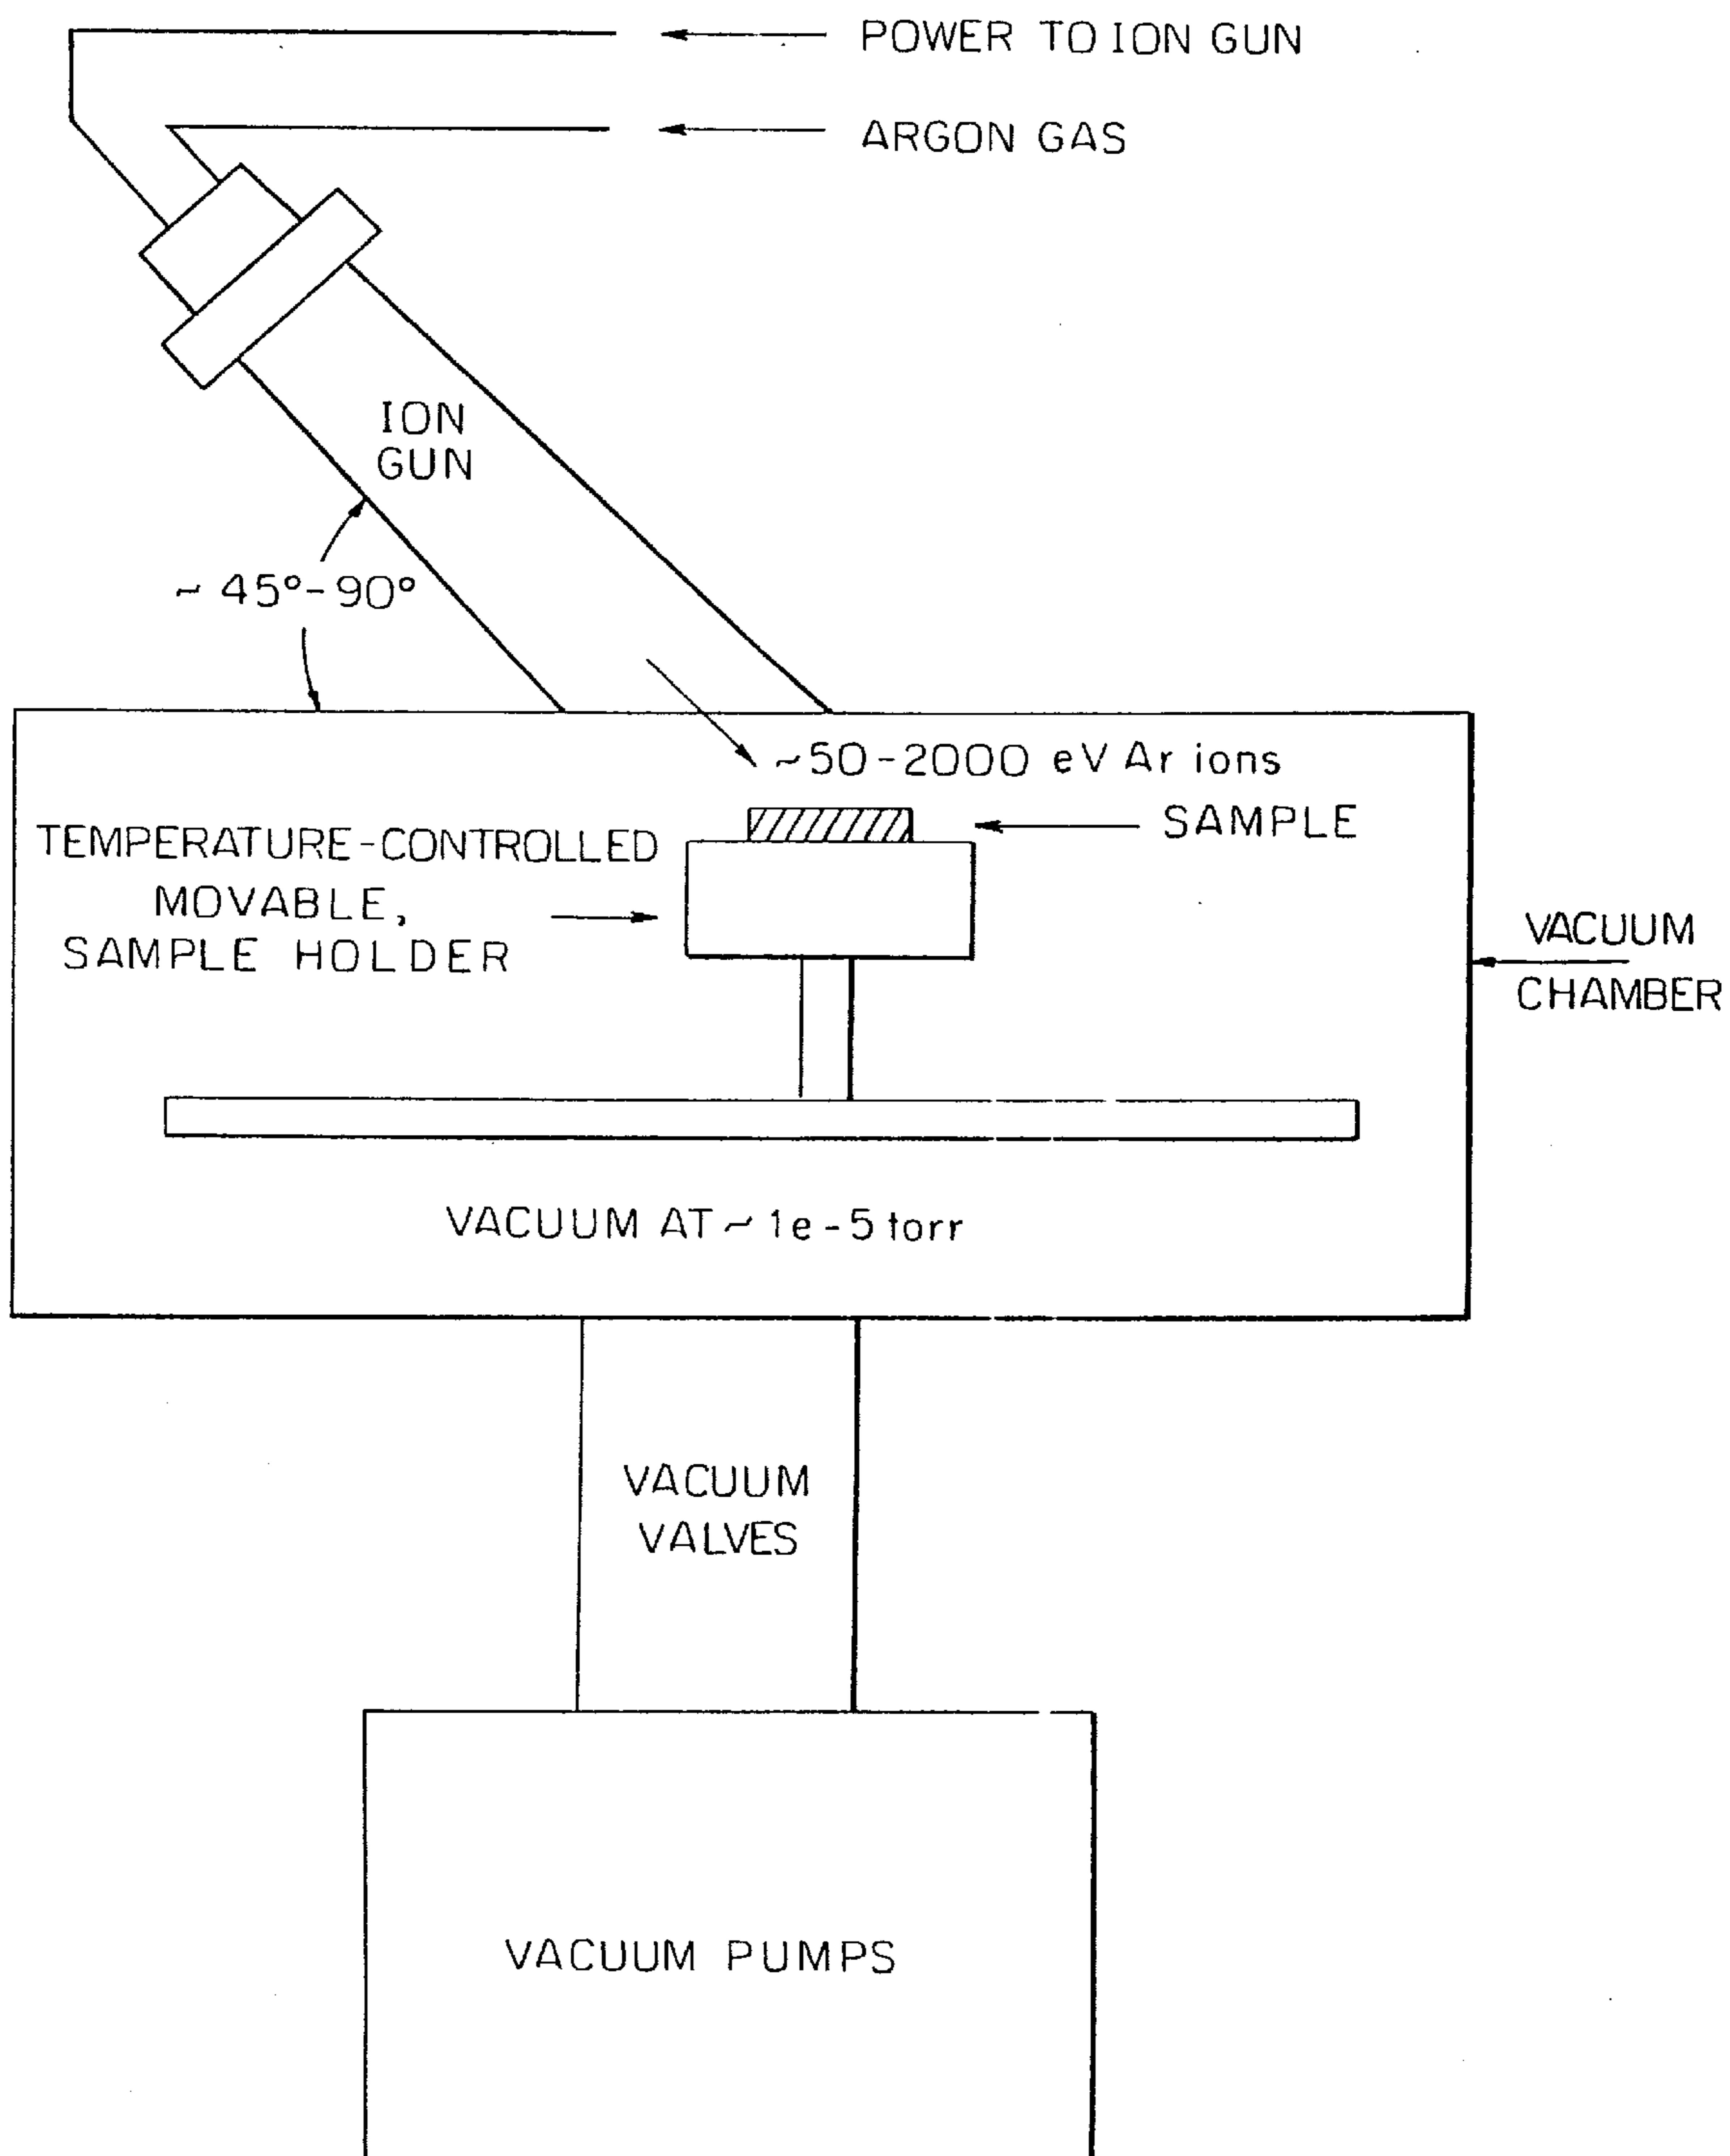 POWER TO ION GUN
ARGON GAS
ION
GUN
~ 45°-90°
~50-2000 eV Ar ions
SAMPLE
TEMPERATURE-CONTROLLED
MOVABLE,
SAMPLE HOLDER
VACUUM
CHAMBER
VACUUM AT ~ 1e-5 torr
VACUUM
VALVES
VACUUM PUMPS